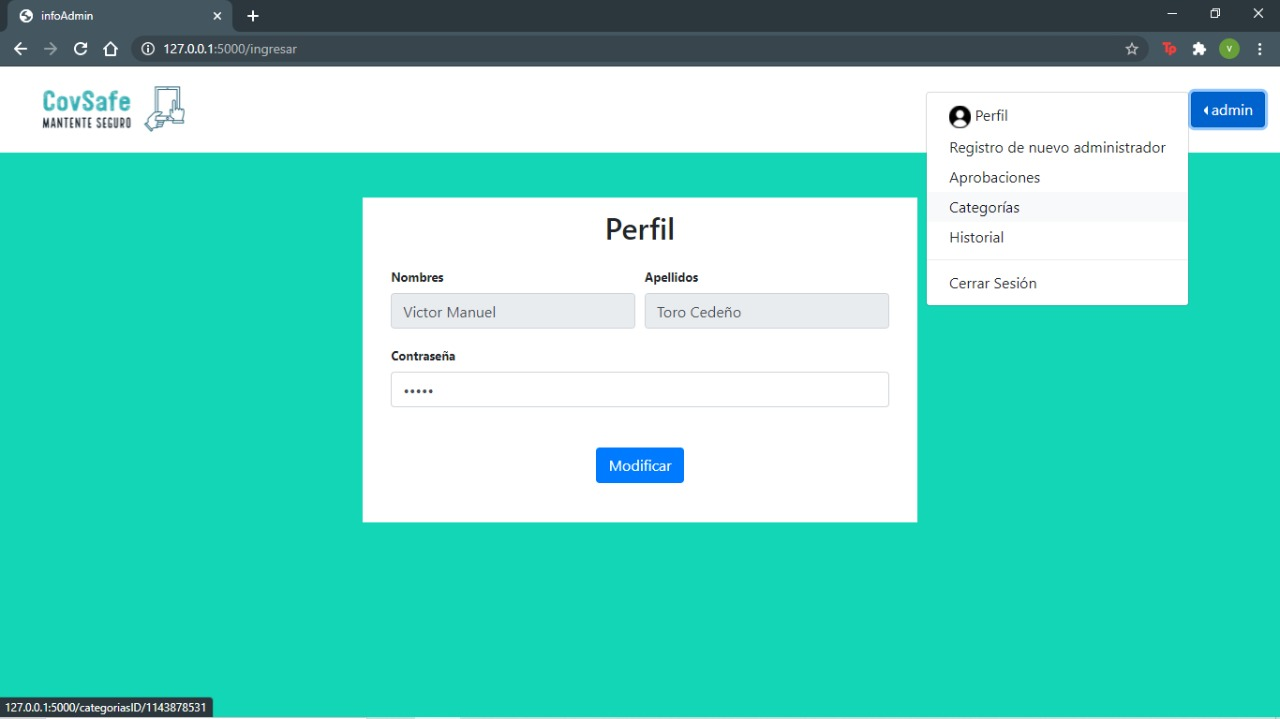 infoAdmin
127.0.0.1:5000/ingresar
Tp
V
CovSafe
MANTENTE SEGURO
admin
Perfil
Registro de nuevo administrador
Aprobaciones
Categorías
Historial
Cerrar Sesión
Perfil
Nombres Apellidos
Victor Manuel Toro Cedeño
Contraseña
•••••
Modificar
127.0.0.1:5000/categoriasID/1143878531